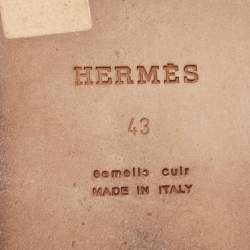 HERMÈS
43
Semelle Cuir
MADE IN ITALY